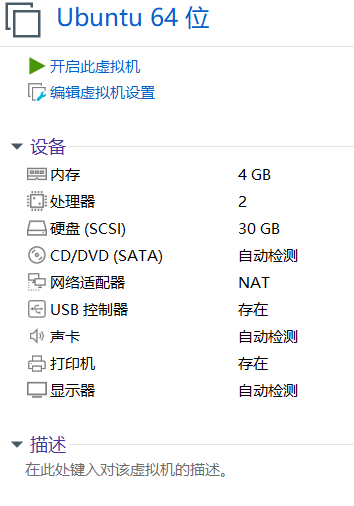 Ubuntu 64 位
开启此虚拟机
编辑虚拟机设置
设备
内存 4 GB
处理器 2
硬盘 (SCSI) 30 GB
CD/DVD (SATA) 自动检测
网络适配器 NAT
USB 控制器 存在
声卡 自动检测
打印机 存在
显示器 自动检测
描述
在此处键入对该虚拟机的描述。